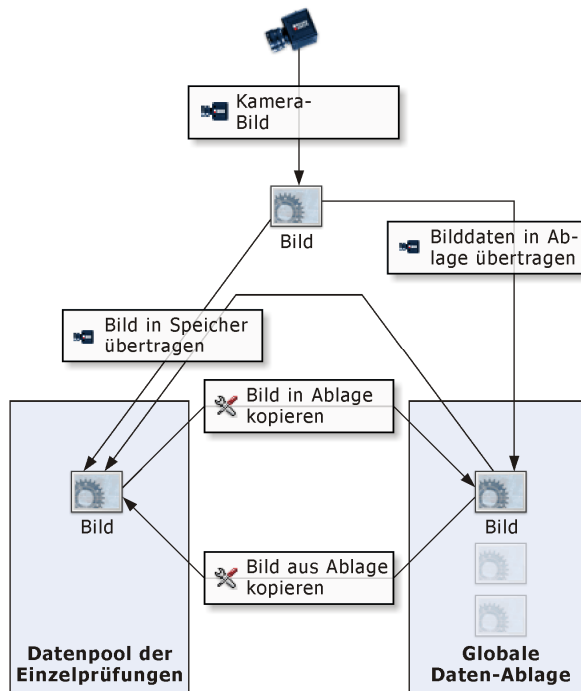 Kamera-
Bild
Bild
Bilddaten in Ab-
lage übertragen
Bild in Speicher
übertragen
Bild in Ablage
kopieren
Bild
Bild
Bild aus Ablage
kopieren
Datenpool der
Einzelprüfungen
Globale
Daten-Ablage